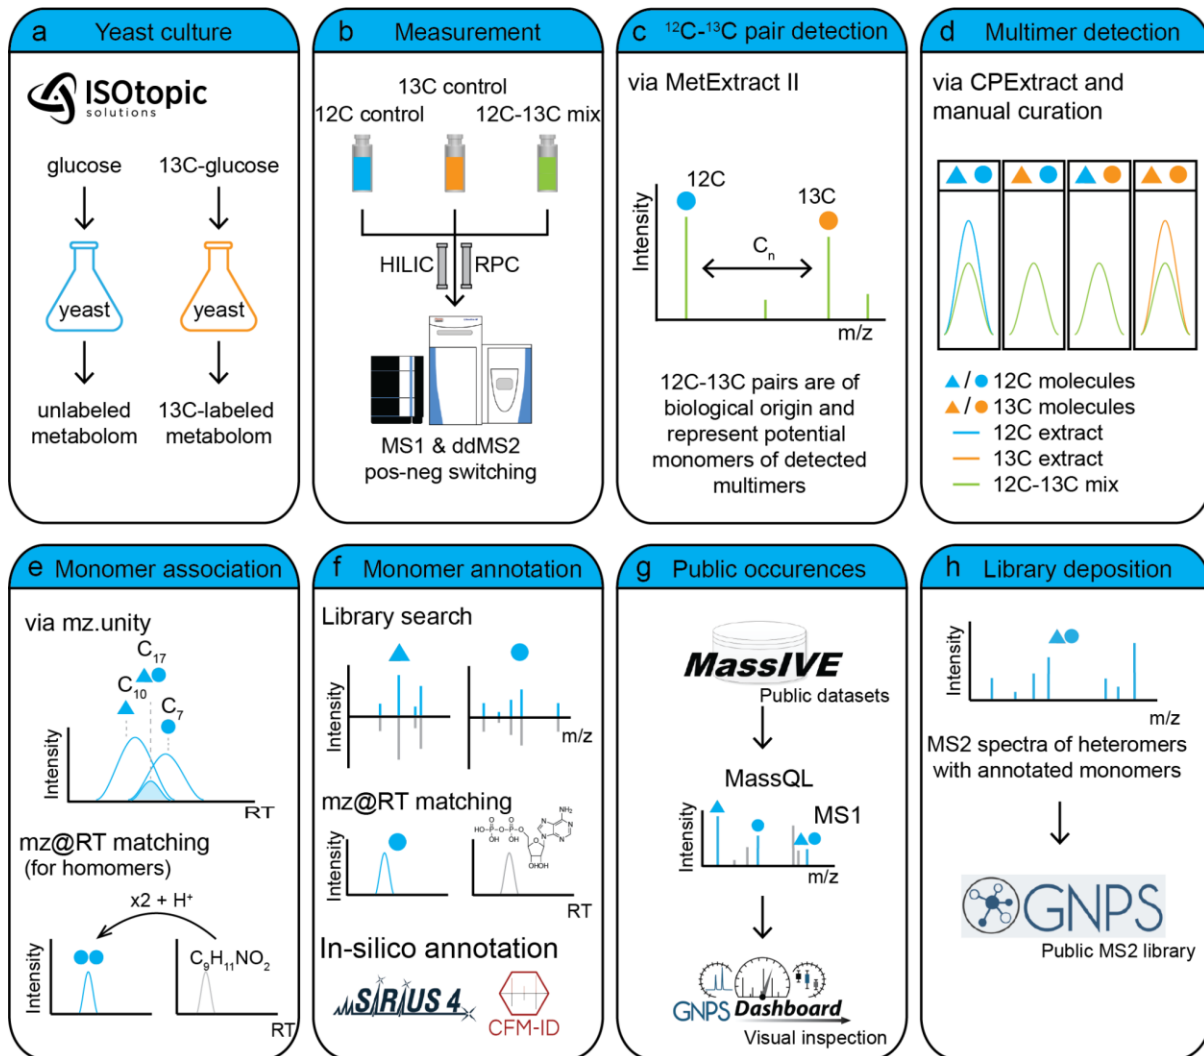 a Yeast culture
ISOtopic
solutions
glucose 13C-glucose
yeast yeast
unlabeled 13C-labeled
metabolom metabolom
b Measurement
13C control
12C control 12C-13C mix
HILIC RPC
MS1 & ddMS2
pos-neg switching
c ¹²C-¹³C pair detection
via MetExtract II
Intensity
12C
13C
Cₙ
m/z
12C-13C pairs are of
biological origin and
represent potential
monomers of detected
multimers
d Multimer detection
via CPExtract and
manual curation
/ 12C molecules
/ 13C molecules
12C extract
13C extract
12C-13C mix
e Monomer association
via mz.unity
Intensity
C₁₇
C₁₀
C₇
RT
mz@RT matching
(for homomers)
x2 + H⁺
Intensity
C₉H₁₁NO₂
RT
f Monomer annotation
Library search
Intensity
m/z
mz@RT matching
Intensity
HO P O P O
O O
OH OH
NH₂
N N
N N
O
OHOH
RT
In-silico annotation
SIRIUS 4
CFM-ID
g Public occurences
MassIVE
Public datasets
MassQL
MS1
Intensity
m/z
GNPS Dashboard
Visual inspection
h Library deposition
Intensity
m/z
MS2 spectra of heteromers
with annotated monomers
GNPS
Public MS2 library